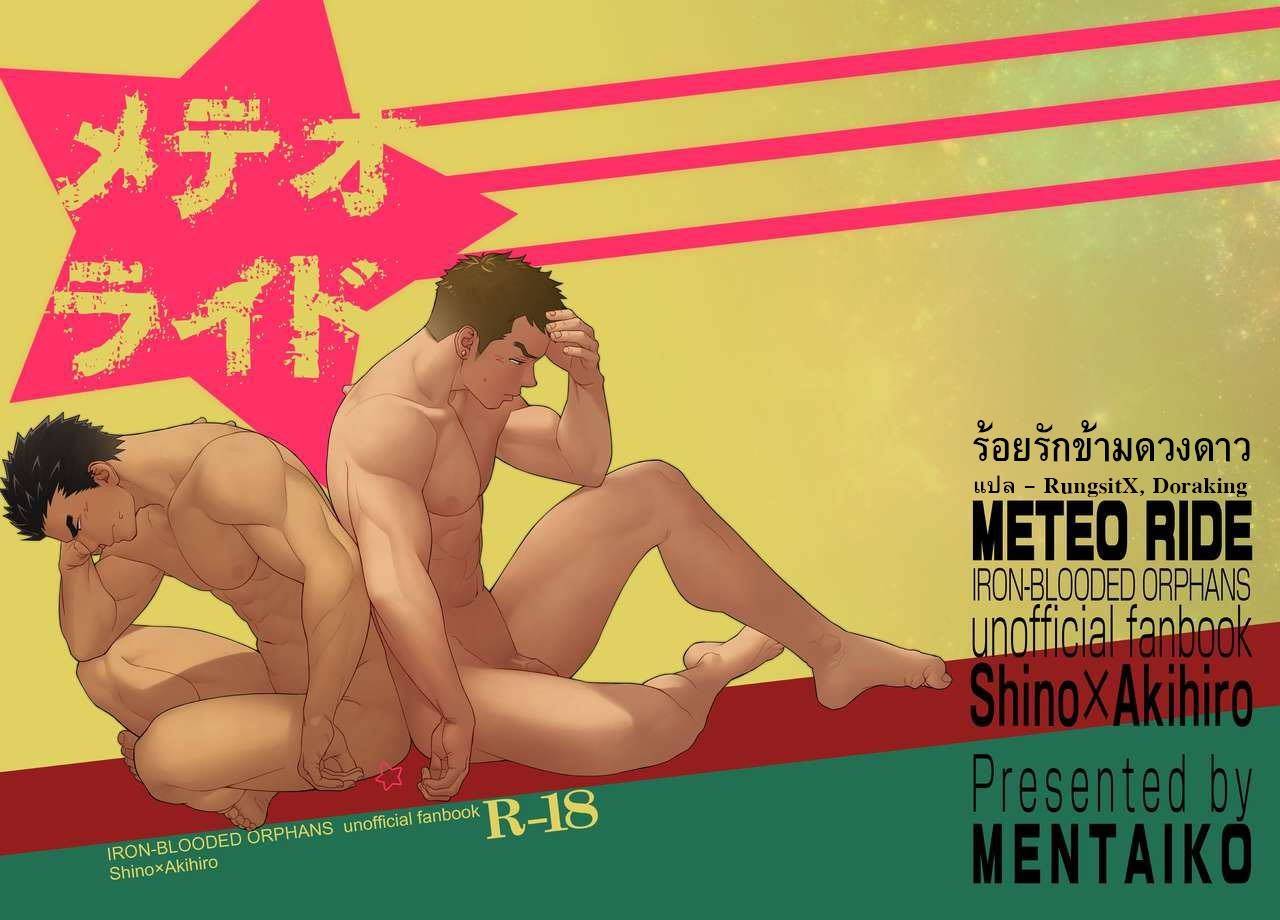 メテオ
ライド
ร้อยรักข้ามดวงดาว
แปล – RungsitX, Doraking
METEO RIDE
IRON-BLOODED ORPHANS
unofficial fanbook
Shino×Akihiro
Presented by
MENTAIKO
IRON-BLOODED ORPHANS unofficial fanbook R-18
Shino×Akihiro